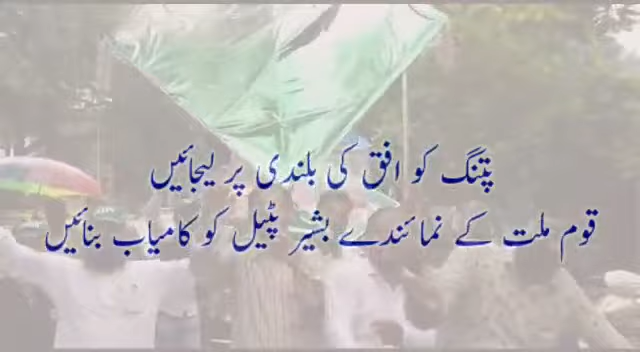 پتنگ کو افق کی بلندی پر لیجائیں
قوم ملت کے نمائندے بشیر پٹیل کو کامیاب بنائیں